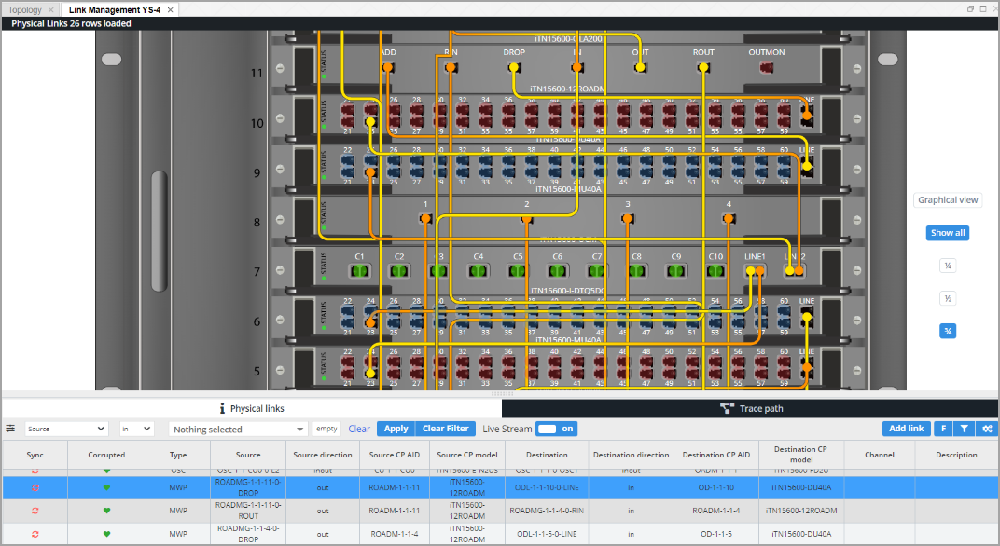 Topology
Link Management YS-4
Physical Links 26 rows loaded
iTN15600-OLA200
11 STATUS ADD RIN DROP IN OUT ROUT OUTMON
iTN15600-12ROADM
10 STATUS 22 24 26 28 30 32 34 36 38 40 42 44 46 48 50 52 54 56 58 60 LINE
21 23 25 27 29 31 33 35 37 39 41 43 45 47 49 51 53 55 57 59
iTN15600-DU40A
9 STATUS 22 24 26 28 30 32 34 36 38 40 42 44 46 48 50 52 54 56 58 60 LINE
21 23 25 27 29 31 33 35 37 39 41 43 45 47 49 51 53 55 57 59
iTN15600-MU40A
8 STATUS 1 2 3 4
7 STATUS C1 C2 C3 C4 C5 C6 C7 C8 C9 C10 LINE1 LINE2
iTN15600-I-DTQ5DC
6 STATUS 22 24 26 28 30 32 34 36 38 40 42 44 46 48 50 52 54 56 58 60 LINE
21 23 25 27 29 31 33 35 37 39 41 43 45 47 49 51 53 55 57 59
iTN15600-MU40A
5 STATUS 22 24 26 28 30 32 34 36 38 40 42 44 46 48 50 52 54 56 58 60 LINE
21 23 25 27 29 31 33 35 37 39 41 43 45 47 49 51 53 55 57 59
Graphical view
Show all
¼
½
¾
Physical links
Trace path
Source in Nothing selected empty Clear Apply Clear Filter Live Stream on Add link F
Sync Corrupted Type Source Source direction Source CP AID Source CP model Destination Destination direction Destination CP AID Destination CP model Channel Description
OSC OSC-1-1-C00-0-E2 inout C0-1-1-C00 iTN15600-E-N2US OSC-1-1-1-0-OSC1 inout OADM-1-1-1 iTN15600-FD2U
MWP ROADMG-1-1-11-0-DROP out ROADM-1-1-11 iTN15600-12ROADM ODL-1-1-10-0-LINE in OD-1-1-10 iTN15600-DU40A
MWP ROADMG-1-1-11-0-ROUT out ROADM-1-1-11 iTN15600-12ROADM ROADMG-1-1-4-0-RIN in ROADM-1-1-4 iTN15600-12ROADM
MWP ROADMG-1-1-4-0-DROP out ROADM-1-1-4 iTN15600-12ROADM ODL-1-1-5-0-LINE in OD-1-1-5 iTN15600-DU40A